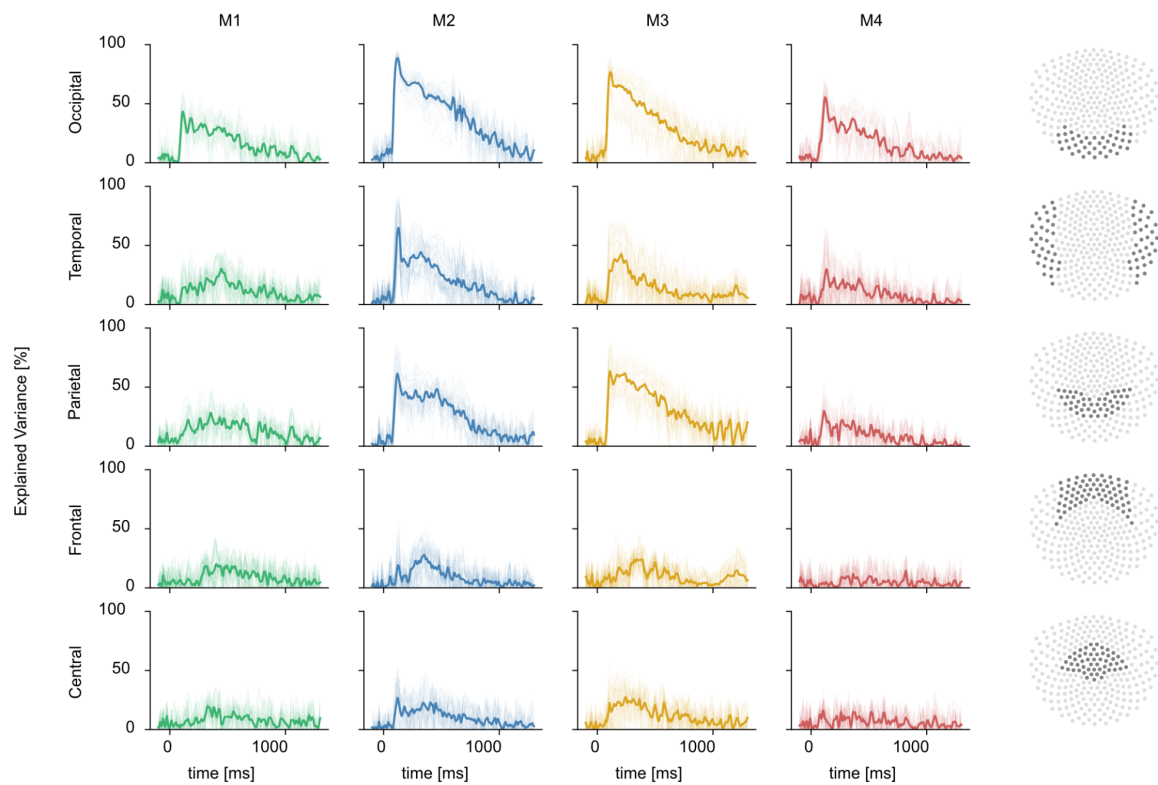 M1 M2 M3 M4
Explained Variance [%]
Occipital
100
50
0
Temporal
100
50
0
Parietal
100
50
0
Frontal
100
50
0
Central
100
50
0
0 1000 0 1000 0 1000 0 1000
time [ms] time [ms] time [ms] time [ms]